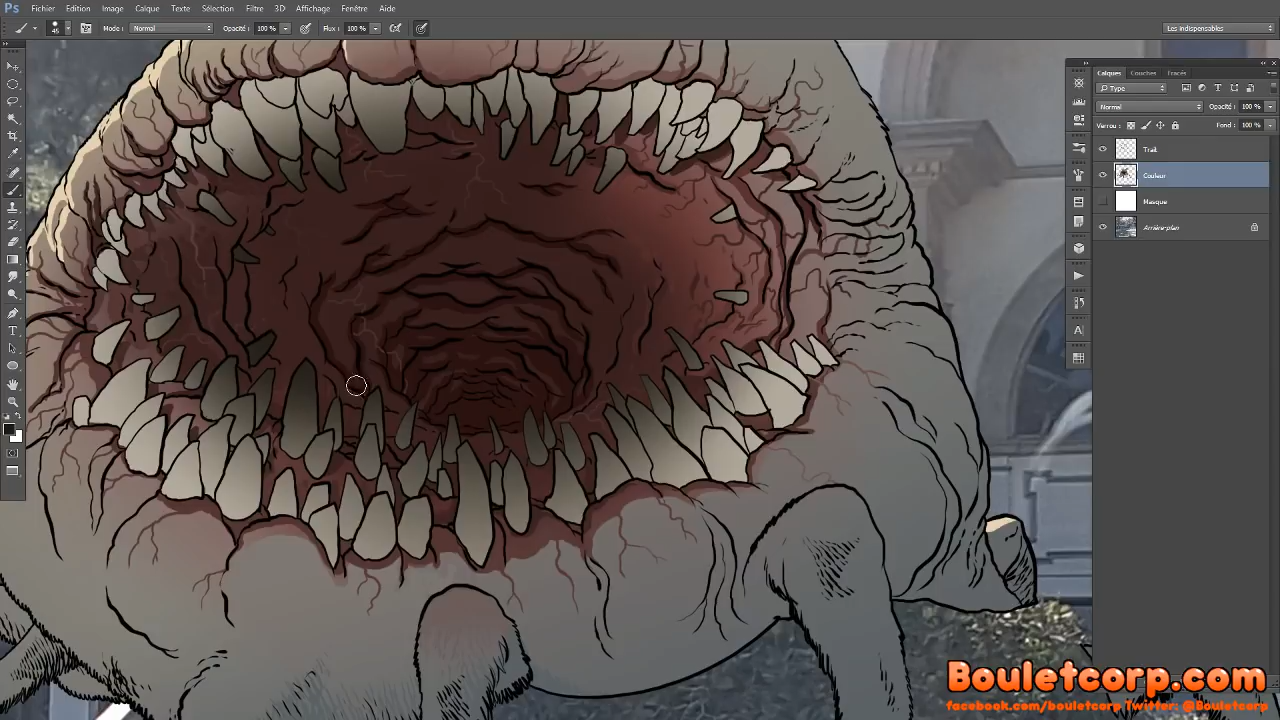 Ps Fichier Edition Image Calque Texte Sélection Filtre 3D Affichage Fenêtre Aide
45 Mode : Normal Opacité : 100 % Flux : 100 % Les indispensables
Calques Couches Tracés
Type
Normal Opacité : 100 %
Verrou : Fond : 100 %
Trait
Couleur
Masque
Arrière-plan
Bouletcorp.com
facebook.com/bouletcorp Twitter: @Bouletcorp